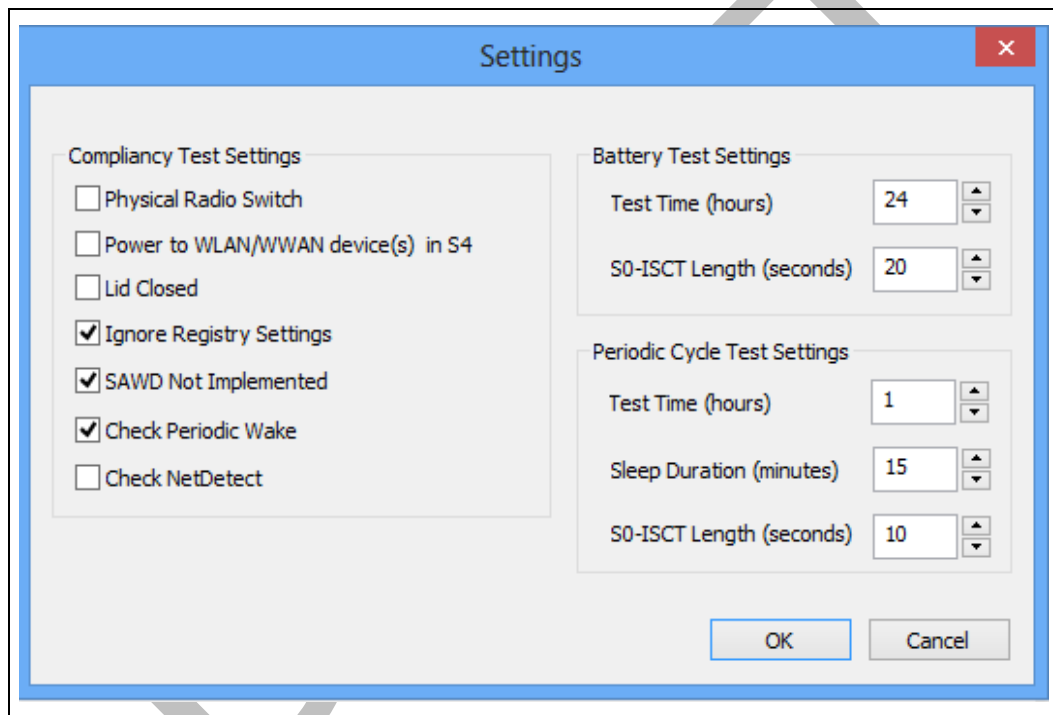 Settings
Compliancy Test Settings
Physical Radio Switch
Power to WLAN/WWAN device(s) in S4
Lid Closed
Ignore Registry Settings
SAWD Not Implemented
Check Periodic Wake
Check NetDetect
Battery Test Settings
Test Time (hours) 24
S0-ISCT Length (seconds) 20
Periodic Cycle Test Settings
Test Time (hours) 1
Sleep Duration (minutes) 15
S0-ISCT Length (seconds) 10
OK Cancel